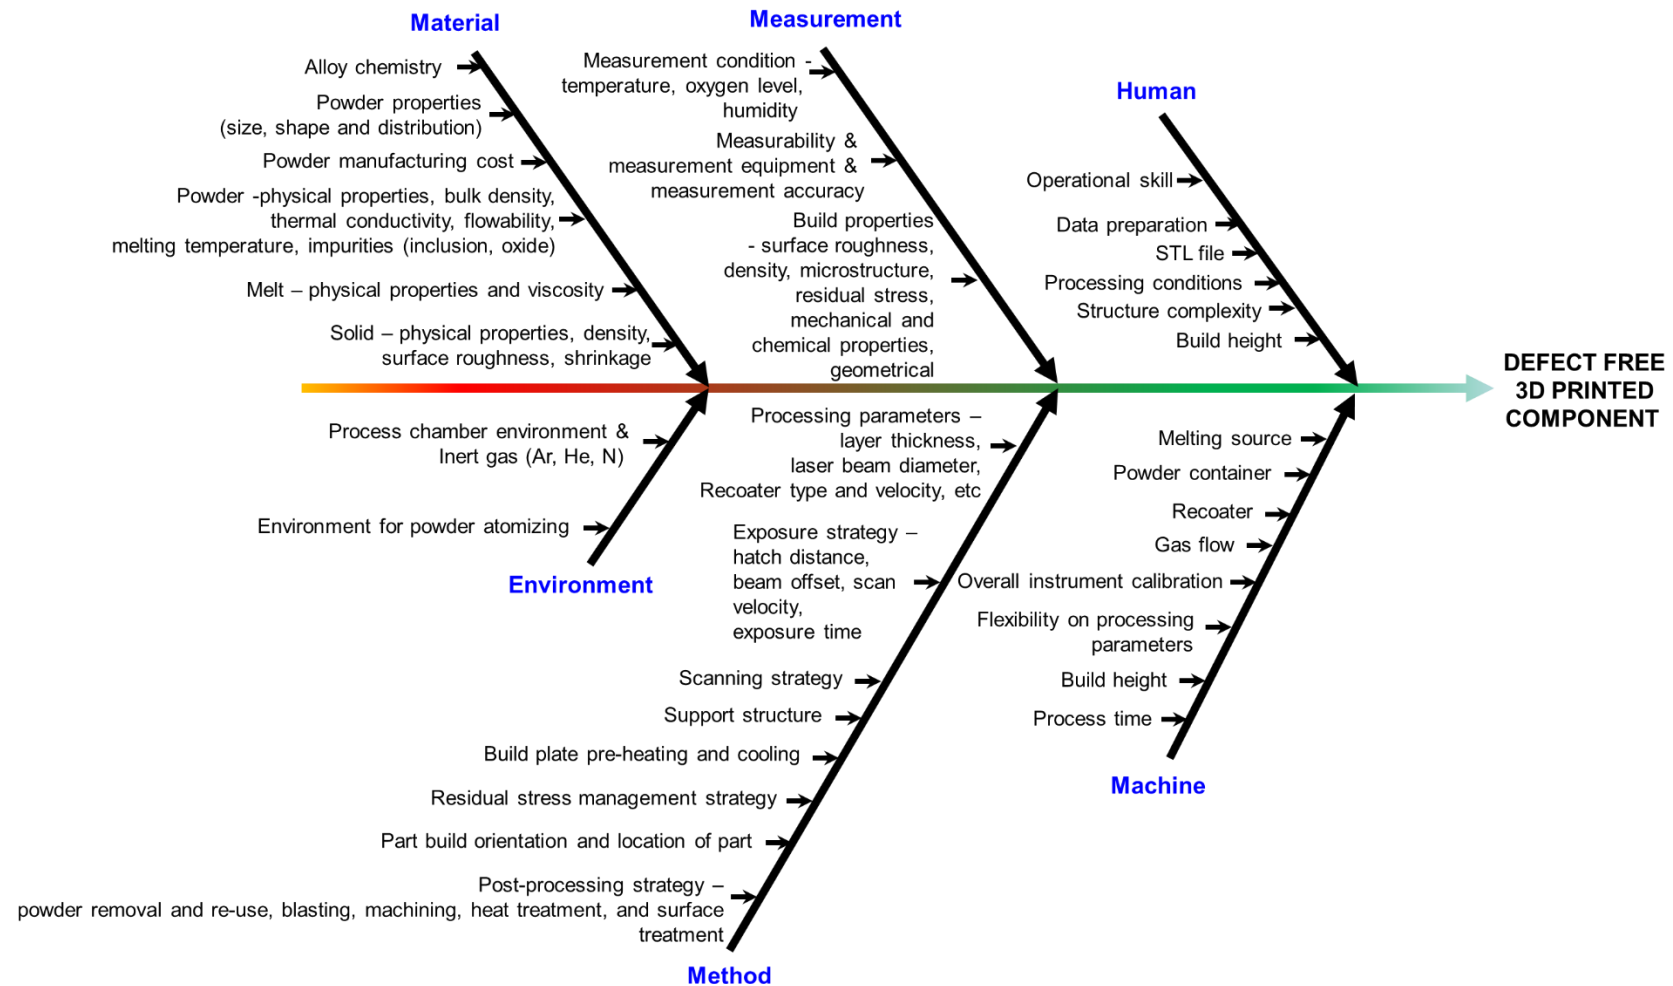 Material
Alloy chemistry
Powder properties
(size, shape and distribution)
Powder manufacturing cost
Powder -physical properties, bulk density,
thermal conductivity, flowability,
melting temperature, impurities (inclusion, oxide)
Melt – physical properties and viscosity
Solid – physical properties, density,
surface roughness, shrinkage
Measurement
Measurement condition -
temperature, oxygen level,
humidity
Measurability &
measurement equipment &
measurement accuracy
Build properties
- surface roughness,
density, microstructure,
residual stress,
mechanical and
chemical properties,
geometrical
Human
Operational skill
Data preparation
STL file
Processing conditions
Structure complexity
Build height
DEFECT FREE
3D PRINTED
COMPONENT
Process chamber environment &
Inert gas (Ar, He, N)
Environment for powder atomizing
Environment
Processing parameters –
layer thickness,
laser beam diameter,
Recoater type and velocity, etc
Exposure strategy –
hatch distance,
beam offset, scan
velocity,
exposure time
Scanning strategy
Support structure
Build plate pre-heating and cooling
Residual stress management strategy
Part build orientation and location of part
Post-processing strategy –
powder removal and re-use, blasting, machining, heat treatment, and surface
treatment
Method
Melting source
Powder container
Recoater
Gas flow
Overall instrument calibration
Flexibility on processing
parameters
Build height
Process time
Machine